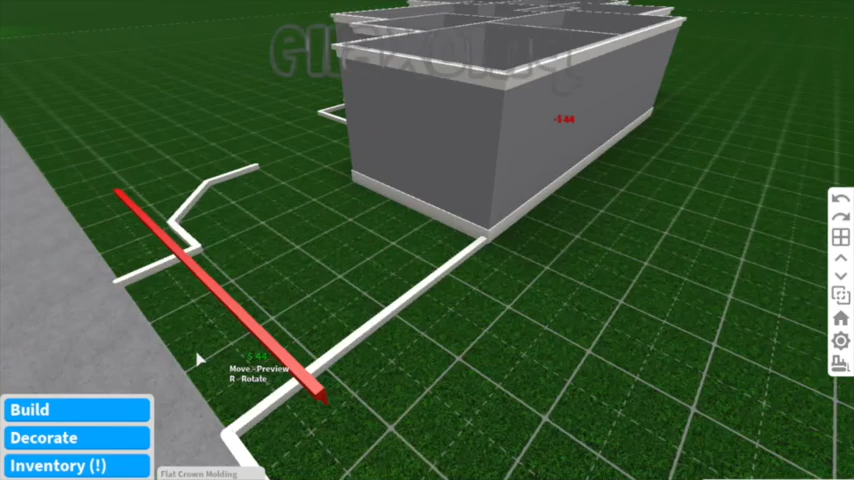 -$ 44
$ 44
Move - Preview
R - Rotate
Build
Decorate
Inventory (!)
Flat Crown Molding